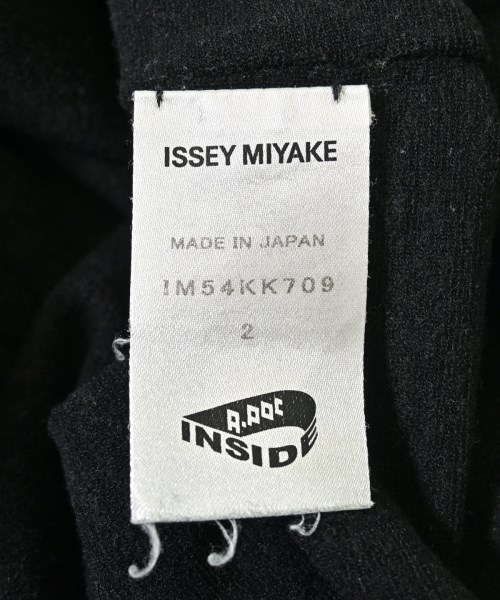 ISSEY MIYAKE
MADE IN JAPAN
IM54KK709
2
A.POC
INSIDE